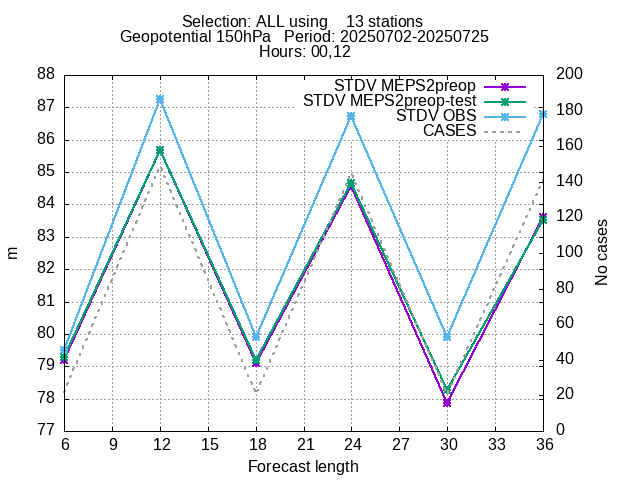 Selection: ALL using    13 stations
Geopotential 150hPa   Period: 20250702-20250725
Hours: 00,12
STDV MEPS2preop
STDV MEPS2preop-test
STDV OBS
CASES
88
87
86
85
84
83
82
81
80
79
78
77
200
180
160
140
120
100
80
60
40
20
0
m
No cases
6 9 12 15 18 21 24 27 30 33 36
Forecast length